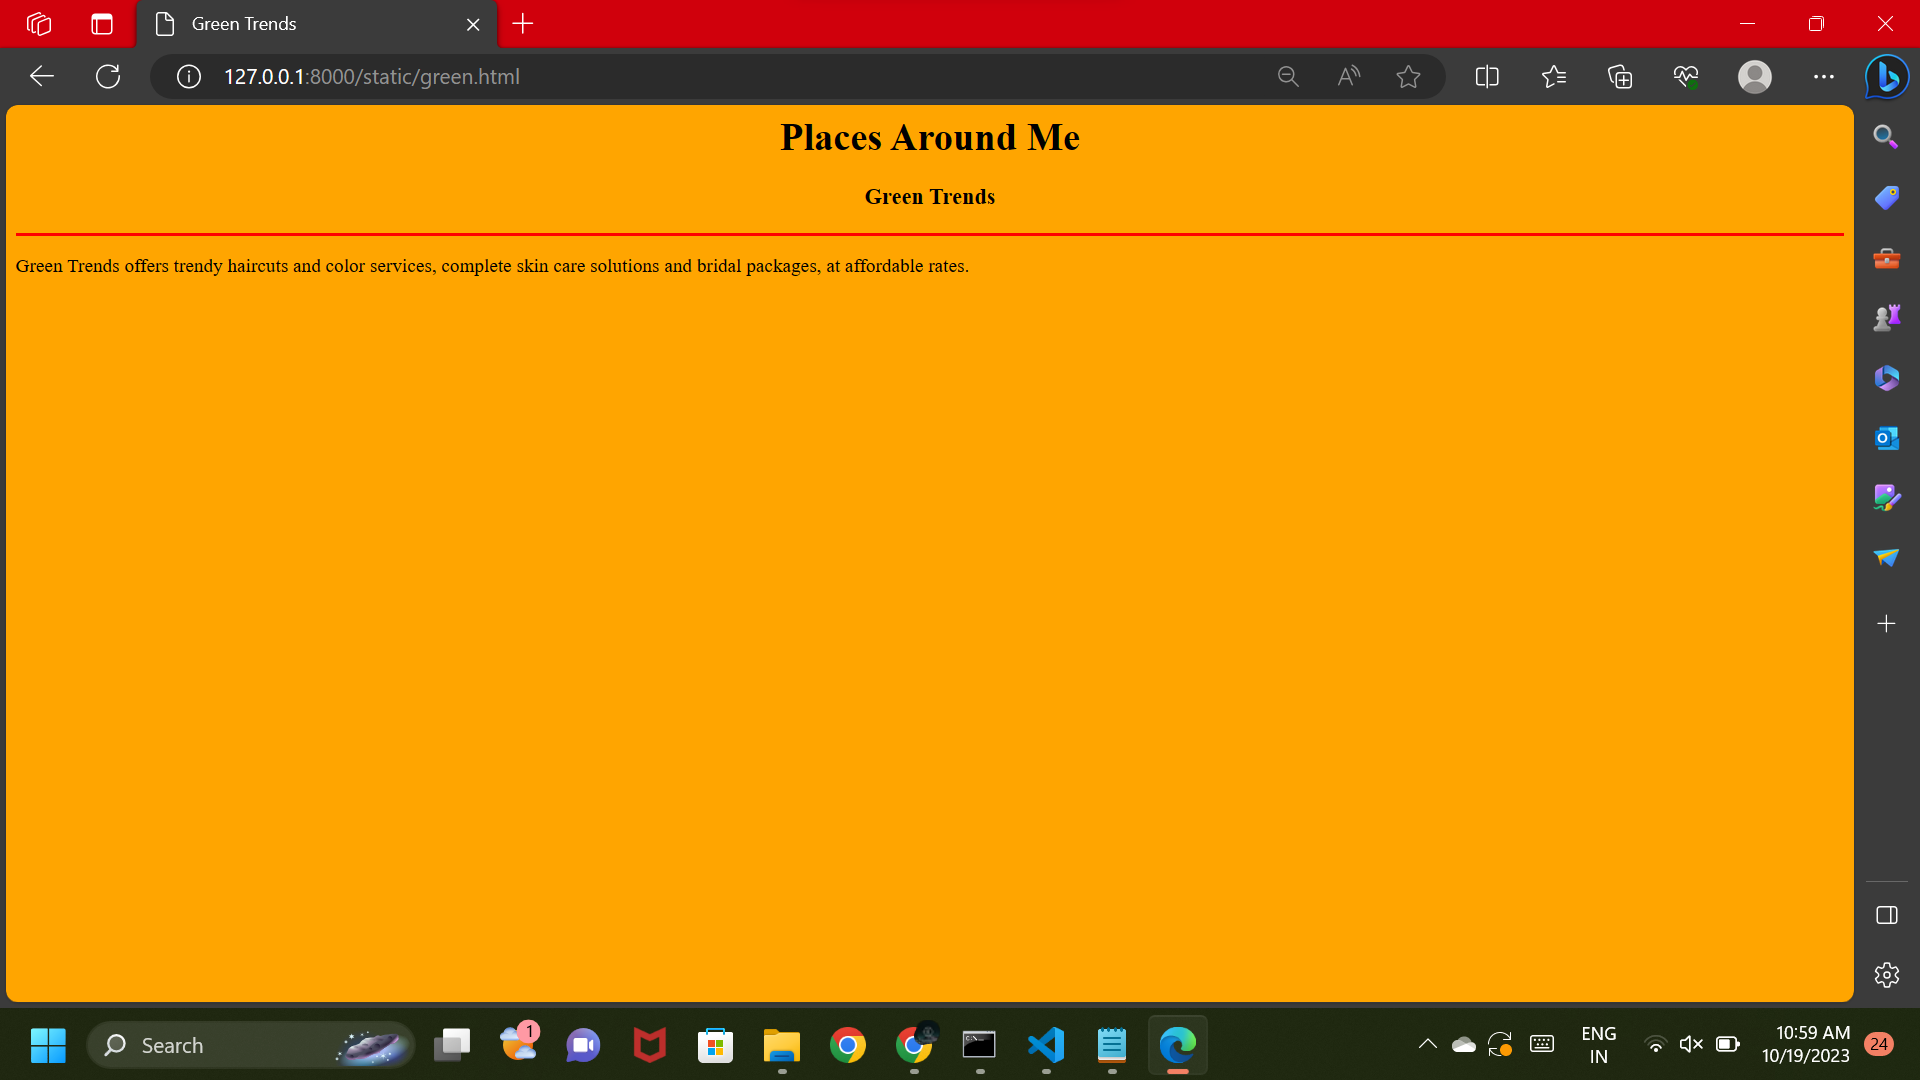 Green Trends
127.0.0.1:8000/static/green.html
Places Around Me
Green Trends
Green Trends offers trendy haircuts and color services, complete skin care solutions and bridal packages, at affordable rates.
Search
1
ENG
IN
10:59 AM
10/19/2023
24